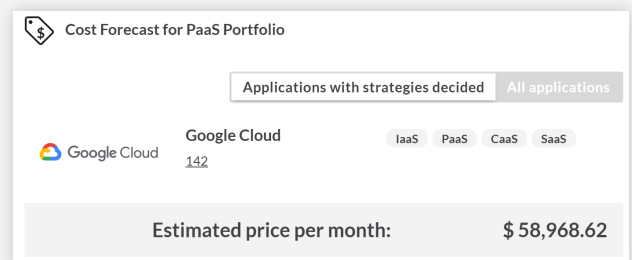 $
Cost Forecast for PaaS Portfolio
Applications with strategies decided All applications
Google Cloud
Google Cloud
142
IaaS PaaS CaaS SaaS
Estimated price per month: $ 58,968.62